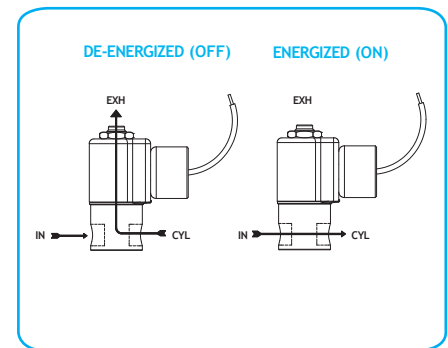 DE-ENERGIZED (OFF)
ENERGIZED (ON)
EXH
EXH
IN
CYL
IN
CYL